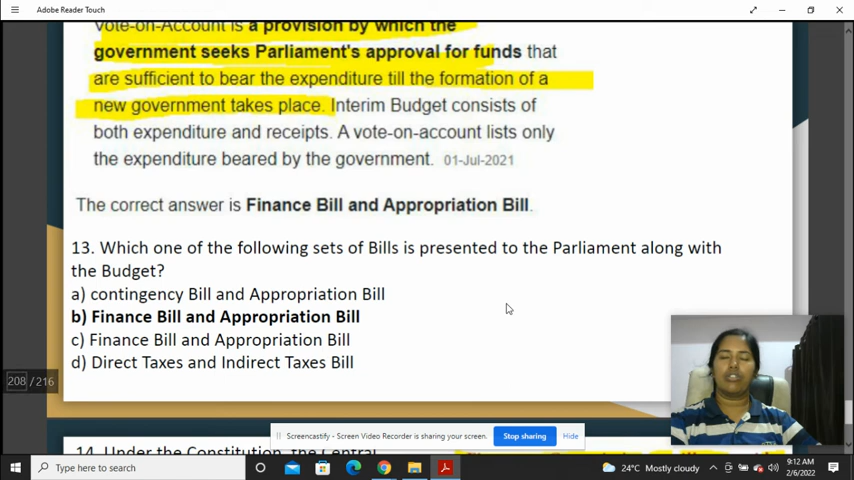 Adobe Reader Touch
Vote-on-Account is a provision by which the
government seeks Parliament's approval for funds that
are sufficient to bear the expenditure till the formation of a
new government takes place. Interim Budget consists of
both expenditure and receipts. A vote-on-account lists only
the expenditure beared by the government. 01-Jul-2021
The correct answer is Finance Bill and Appropriation Bill.
13. Which one of the following sets of Bills is presented to the Parliament along with
the Budget?
a) contingency Bill and Appropriation Bill
b) Finance Bill and Appropriation Bill
c) Finance Bill and Appropriation Bill
d) Direct Taxes and Indirect Taxes Bill
208 / 216
Screencastify - Screen Video Recorder is sharing your screen. Stop sharing Hide
14. Under the Constitution, the Central
Type here to search
24°C Mostly cloudy
9:12 AM
2/6/2022